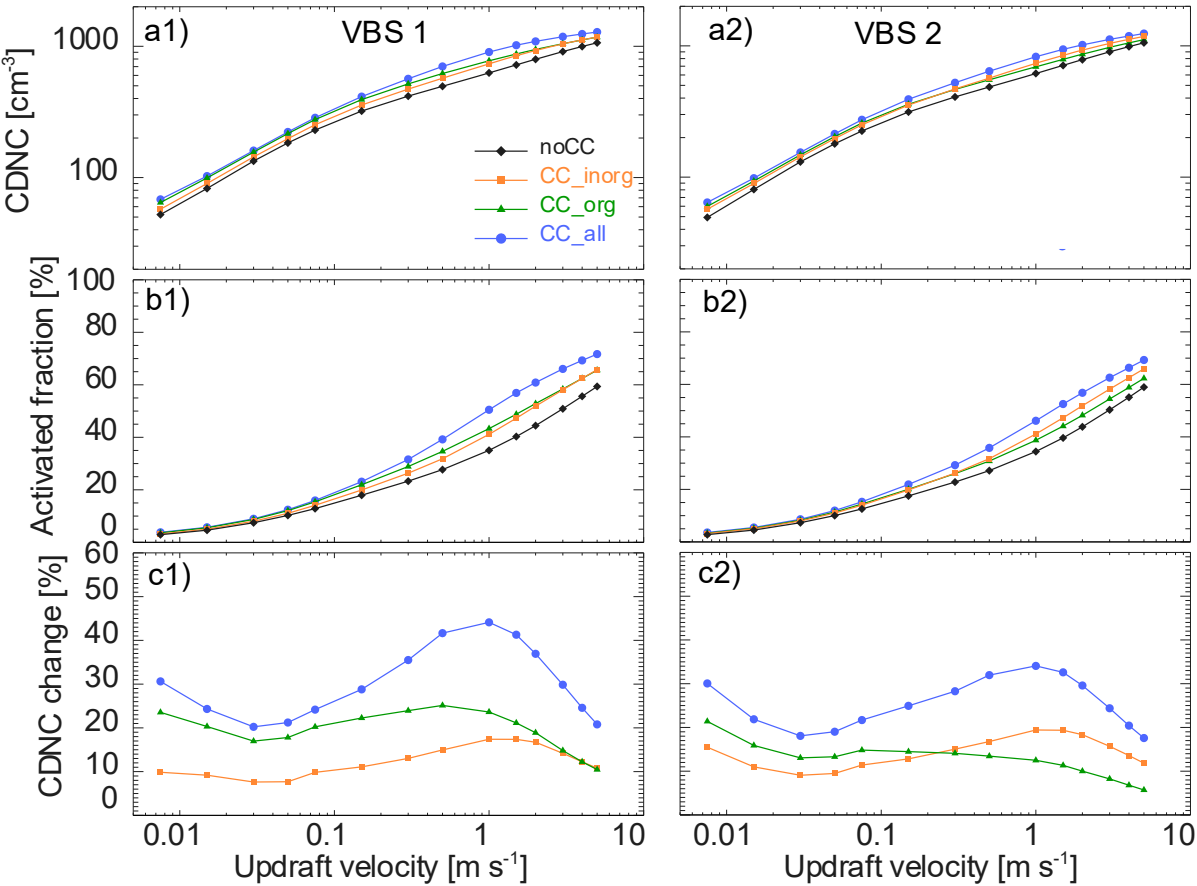 a1) VBS 1
a2) VBS 2
CDNC [cm-3]
1000
100
noCC
CC_inorg
CC_org
CC_all
b1)
b2)
Activated fraction [%]
100
80
60
40
20
0
c1)
c2)
CDNC change [%]
60
50
40
30
20
10
0
0.01 0.1 1 10
0.01 0.1 1 10
Updraft velocity [m s-1]
Updraft velocity [m s-1]